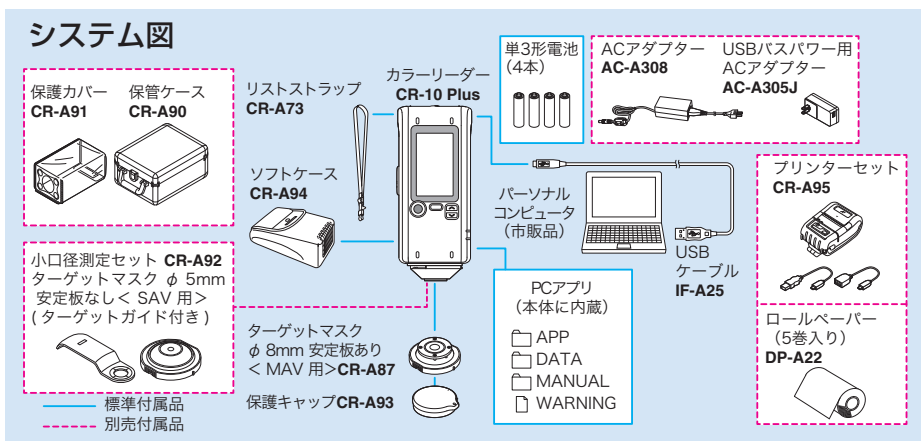 システム図
保護カバー
CR-A91
保管ケース
CR-A90
リストストラップ
CR-A73
カラーリーダー
CR-10 Plus
単3形電池
（4本）
ACアダプター
AC-A308
USBバスパワー用
ACアダプター
AC-A305J
ソフトケース
CR-A94
パーソナル
コンピュータ
（市販品）
USB
ケーブル
IF-A25
プリンターセット
CR-A95
小口径測定セット CR-A92
ターゲットマスク φ 5mm
安定板なし＜ SAV 用＞
( ターゲットガイド付き )
ターゲットマスク
φ 8mm 安定板あり
＜ MAV 用＞CR-A87
保護キャップCR-A93
PCアプリ
（本体に内蔵）
APP
DATA
MANUAL
WARNING
ロールペーパー
（5巻入り）
DP-A22
標準付属品
別売付属品